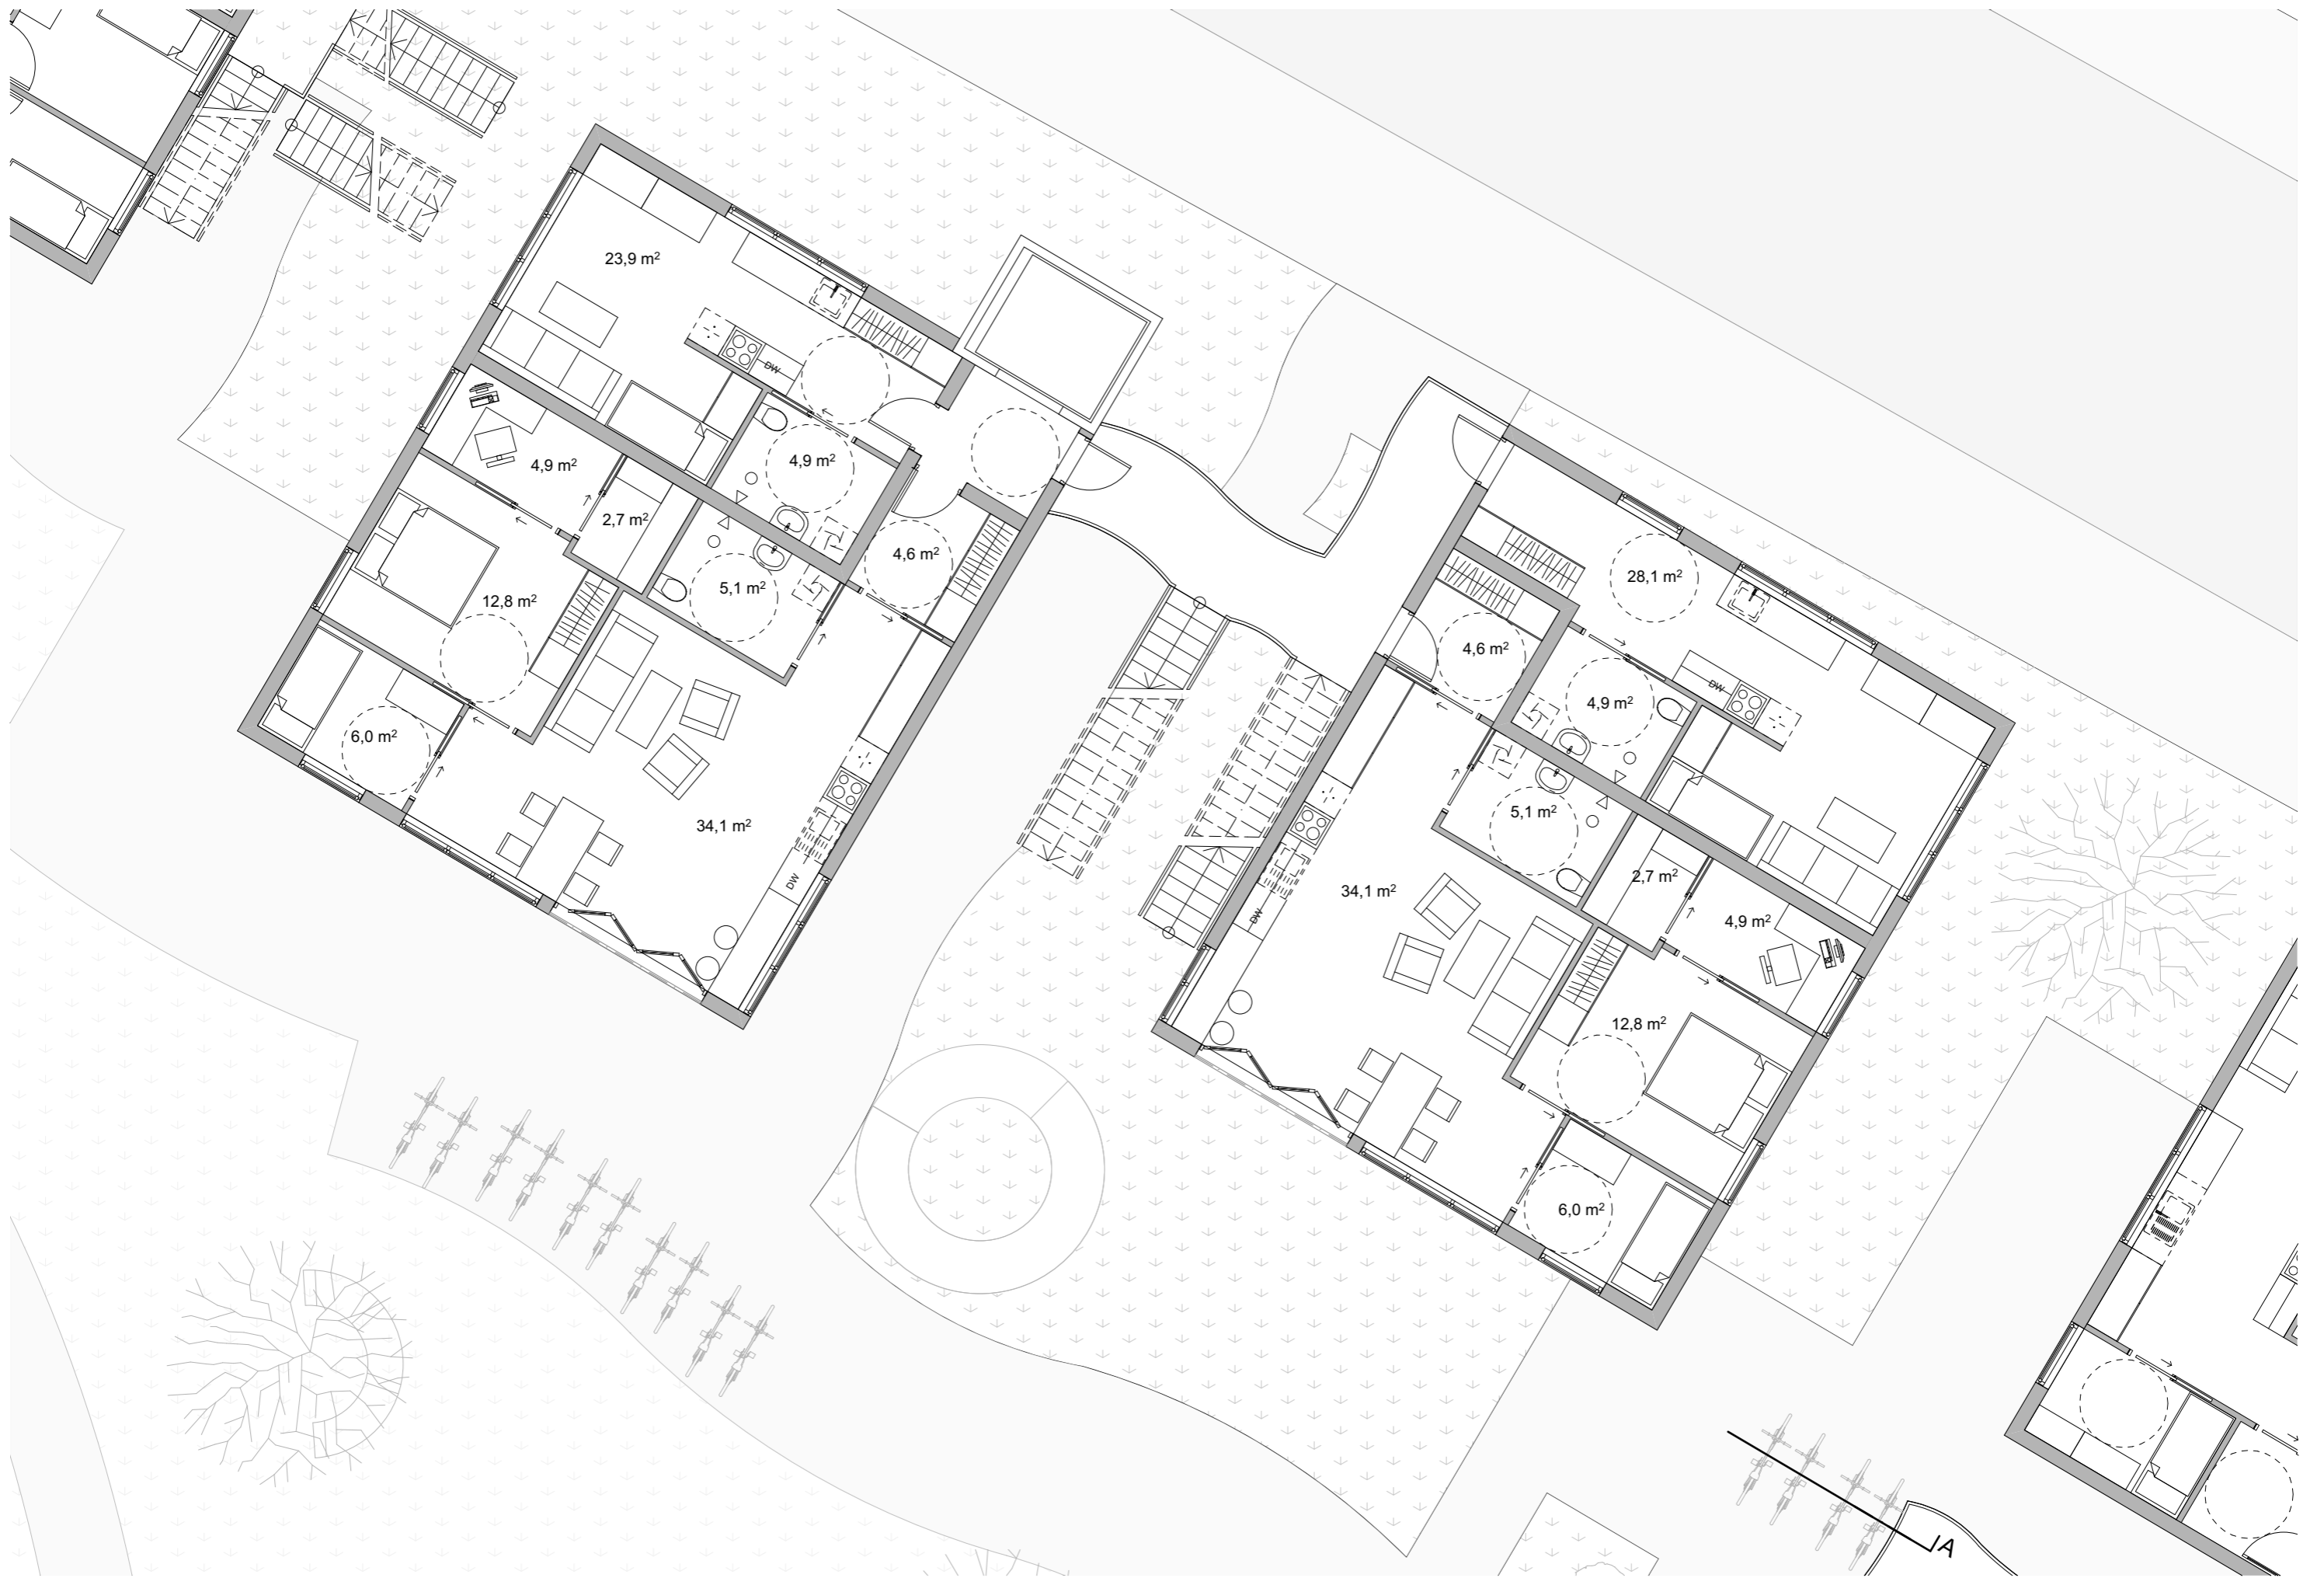 23,9 m²
DW
4,9 m²
4,9 m²
2,7 m²
4,6 m²
5,1 m²
12,8 m²
6,0 m²
34,1 m²
DW
28,1 m²
4,6 m²
DW
4,9 m²
5,1 m²
34,1 m²
2,7 m²
DW
4,9 m²
12,8 m²
6,0 m²
A